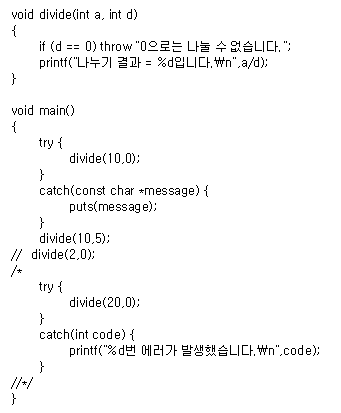 void divide(int a, int d)
{
if (d == 0) throw "0으로는 나눌 수 없습니다.";
printf("나누기 결과 = %d입니다.₩n",a/d);
}
void main()
{
try {
divide(10,0);
}
catch(const char *message) {
puts(message);
}
divide(10,5);
// divide(2,0);
/*
try {
divide(20,0);
}
catch(int code) {
printf("%d번 에러가 발생했습니다.₩n",code);
}
//*/
}